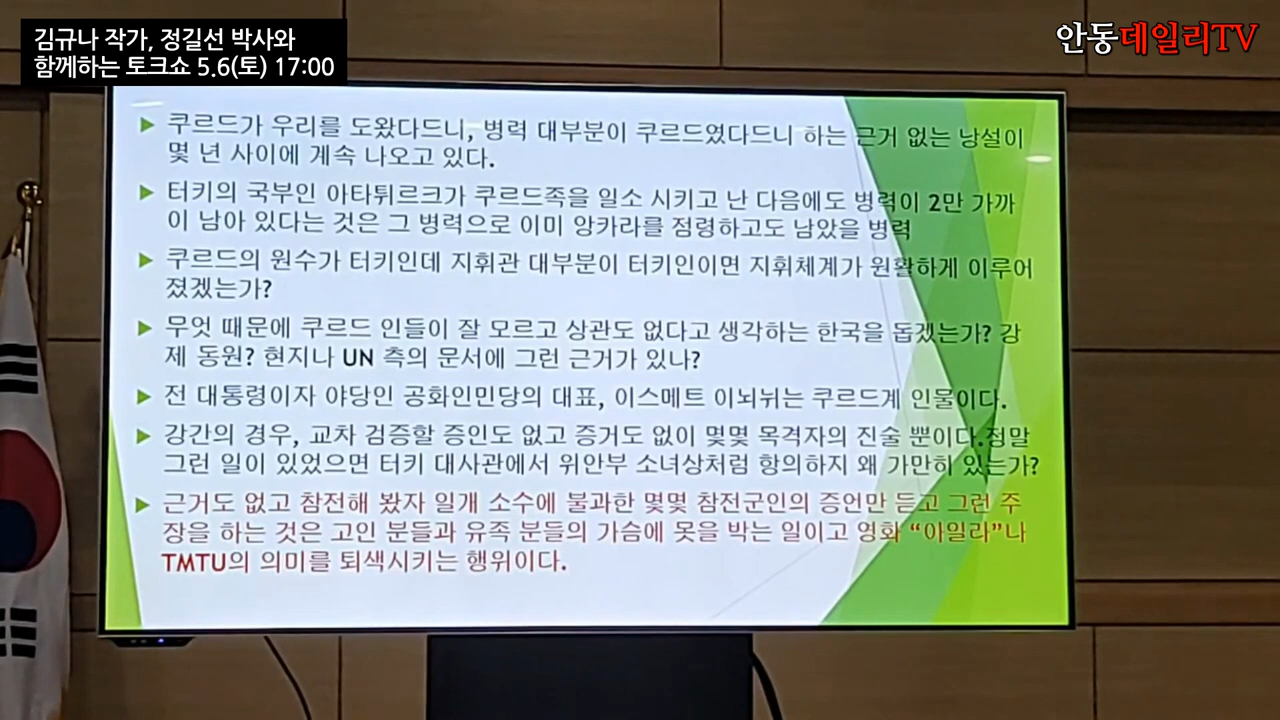 김규나 작가, 정길선 박사와
함께하는 토크쇼 5.6(토) 17:00
안동데일리TV
쿠르드가 우리를 도왔다드니, 병력 대부분이 쿠르드였다드니 하는 근거 없는 낭설이
몇 년 사이에 계속 나오고 있다.
터키의 국부인 아타튀르크가 쿠르드족을 일소 시키고 난 다음에도 병력이 2만 가까
이 남아 있다는 것은 그 병력으로 이미 앙카라를 점령하고도 남았을 병력
쿠르드의 원수가 터키인데 지휘관 대부분이 터키인이면 지휘체계가 원활하게 이루어
졌겠는가?
무엇 때문에 쿠르드 인들이 잘 모르고 상관도 없다고 생각하는 한국을 돕겠는가? 강
제 동원? 현지나 UN 측의 문서에 그런 근거가 있나?
전 대통령이자 야당인 공화인민당의 대표, 이스메트 이뇌뉘는 쿠르드계 인물이다.
강간의 경우, 교차 검증할 증인도 없고 증거도 없이 몇몇 목격자의 진술 뿐이다.정말
그런 일이 있었으면 터키 대사관에서 위안부 소녀상처럼 항의하지 왜 가만히 있는가?
근거도 없고 참전해 봤자 일개 소수에 불과한 몇몇 참전군인의 증언만 듣고 그런 주
장을 하는 것은 고인 분들과 유족 분들의 가슴에 못을 박는 일이고 영화 “아일라”나
TMTU의 의미를 퇴색시키는 행위이다.